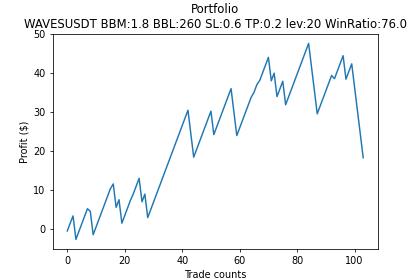 Portfolio
WAVESUSDT BBM:1.8 BBL:260 SL:0.6 TP:0.2 lev:20 WinRatio:76.0
50
40
30
20
10
0
Profit ($)
0 20 40 60 80 100
Trade counts